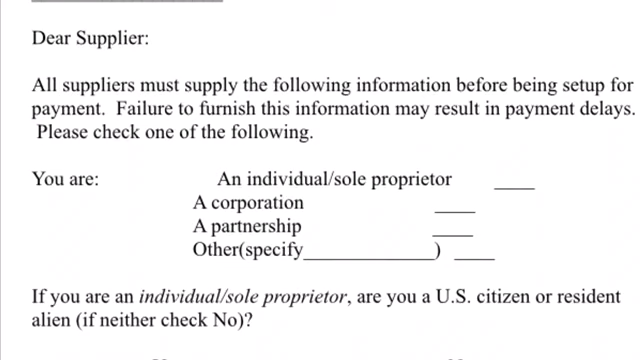 Dear Supplier:
All suppliers must supply the following information before being setup for
payment.  Failure to furnish this information may result in payment delays.
Please check one of the following.
You are: An individual/sole proprietor ____
A corporation ____
A partnership ____
Other(specify_____________) ____
If you are an individual/sole proprietor, are you a U.S. citizen or resident
alien (if neither check No)?